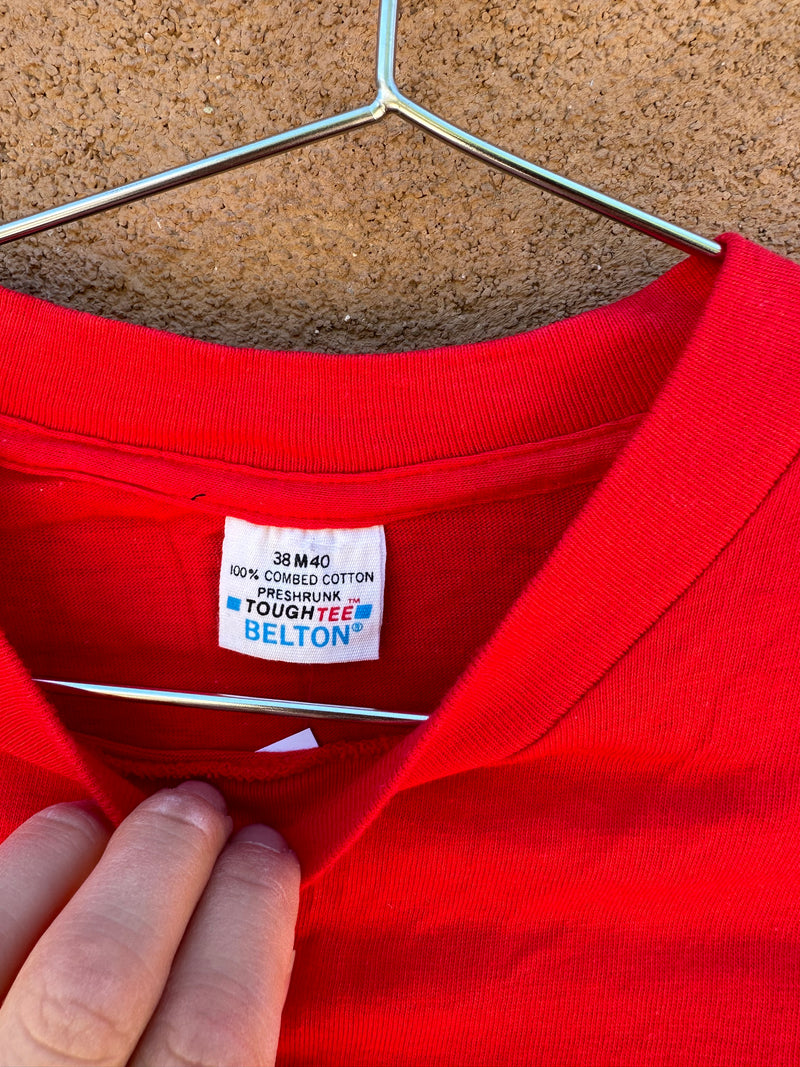 38 M 40
100% COMBED COTTON
PRESHRUNK
TOUGHTEE™
BELTON®